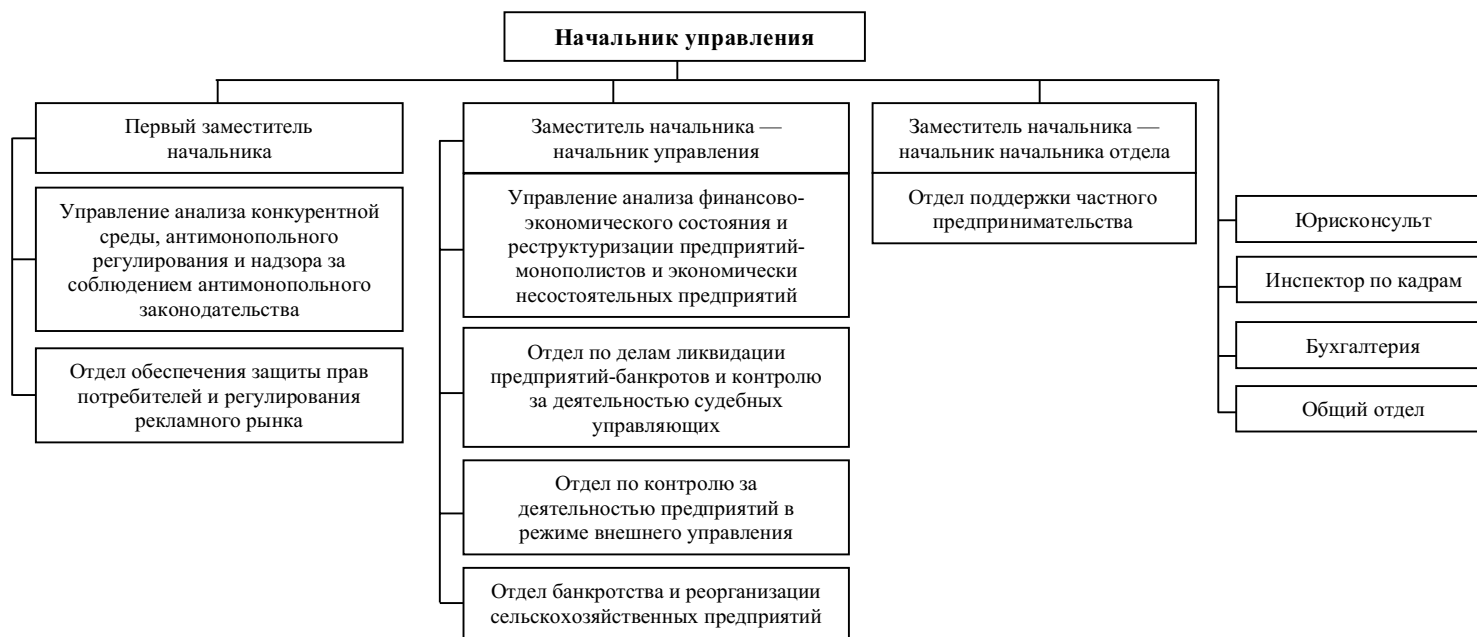 Начальник управления
Первый заместитель
начальника
Управление анализа конкурентной
среды, антимонопольного
регулирования и надзора за
соблюдением антимонопольного
законодательства
Отдел обеспечения защиты прав
потребителей и регулирования
рекламного рынка
Заместитель начальника —
начальник управления
Управление анализа финансово-
экономического состояния и
реструктуризации предприятий-
монополистов и экономически
несостоятельных предприятий
Отдел по делам ликвидации
предприятий-банкротов и контролю
за деятельностью судебных
управляющих
Отдел по контролю за
деятельностью предприятий в
режиме внешнего управления
Отдел банкротства и реорганизации
сельскохозяйственных предприятий
Заместитель начальника —
начальник начальника отдела
Отдел поддержки частного
предпринимательства
Юрисконсульт
Инспектор по кадрам
Бухгалтерия
Общий отдел